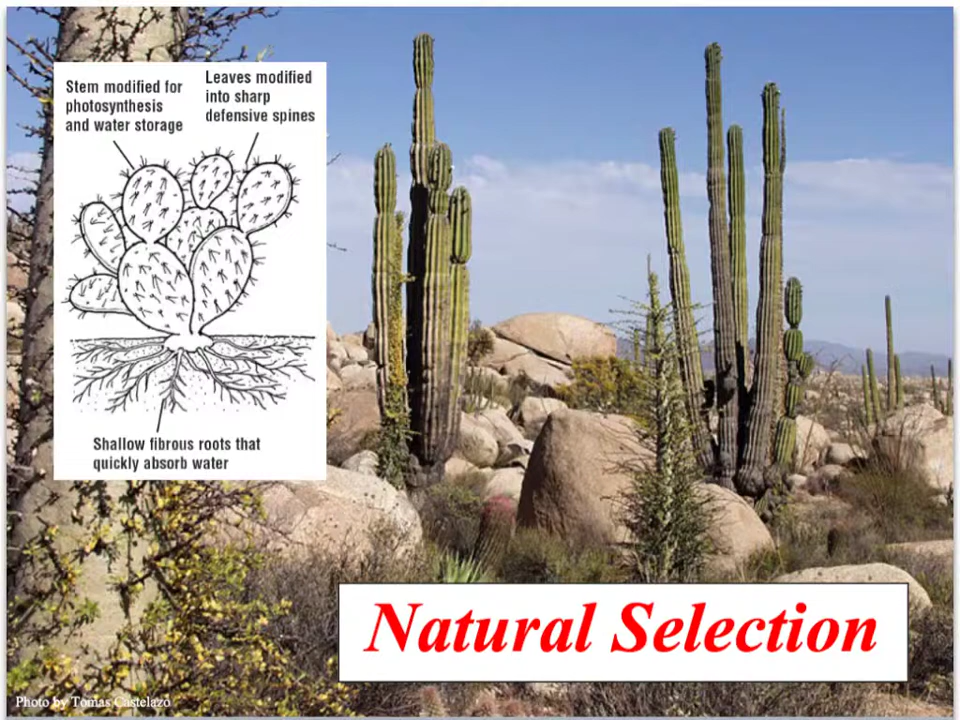 Stem modified for
photosynthesis
and water storage
Leaves modified
into sharp
defensive spines
Shallow fibrous roots that
quickly absorb water
Natural Selection
Photo by Tomas Castelazo